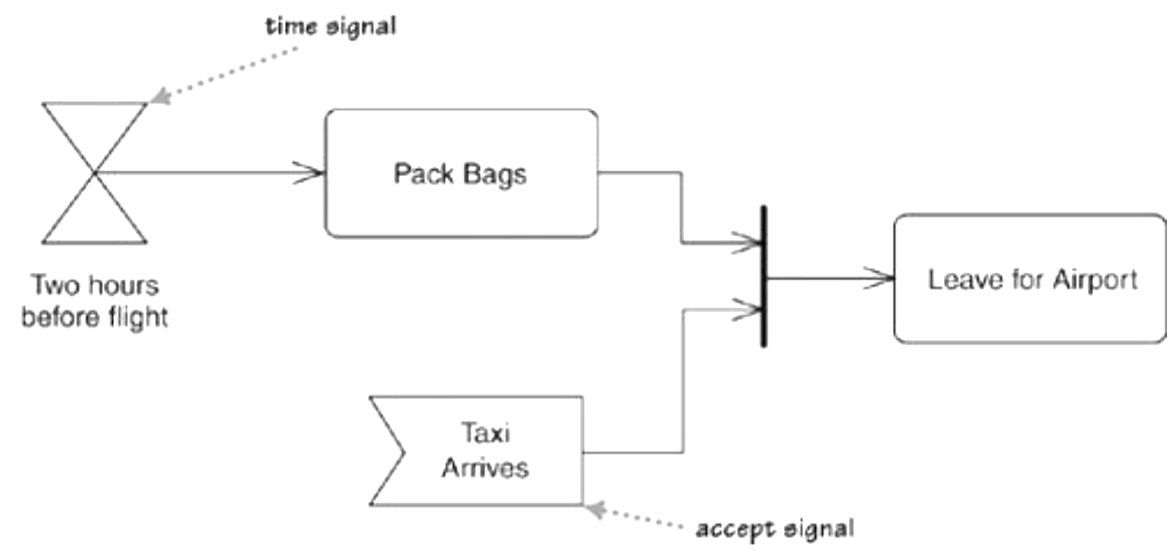 time signal
Pack Bags
Two hours
before flight
Leave for Airport
Taxi
Arrives
accept signal